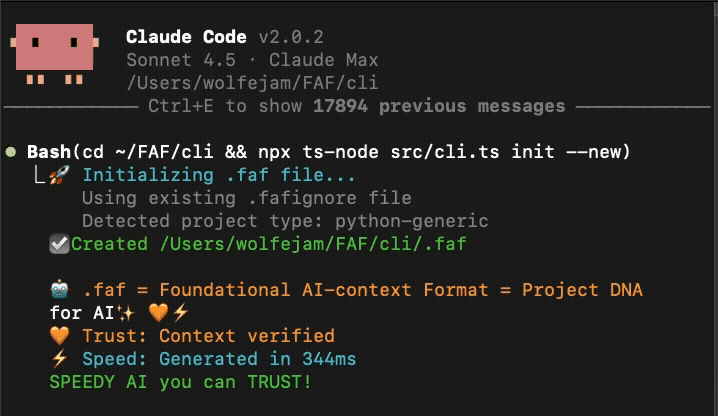 Claude Code v2.0.2
Sonnet 4.5 · Claude Max
/Users/wolfejam/FAF/cli
Ctrl+E to show 17894 previous messages
Bash(cd ~/FAF/cli && npx ts-node src/cli.ts init --new)
🚀 Initializing .faf file...
Using existing .fafignore file
Detected project type: python-generic
☑️Created /Users/wolfejam/FAF/cli/.faf
🤖 .faf = Foundational AI-context Format = Project DNA
for AI✨ 🧡⚡
🧡 Trust: Context verified
⚡ Speed: Generated in 344ms
SPEEDY AI you can TRUST!